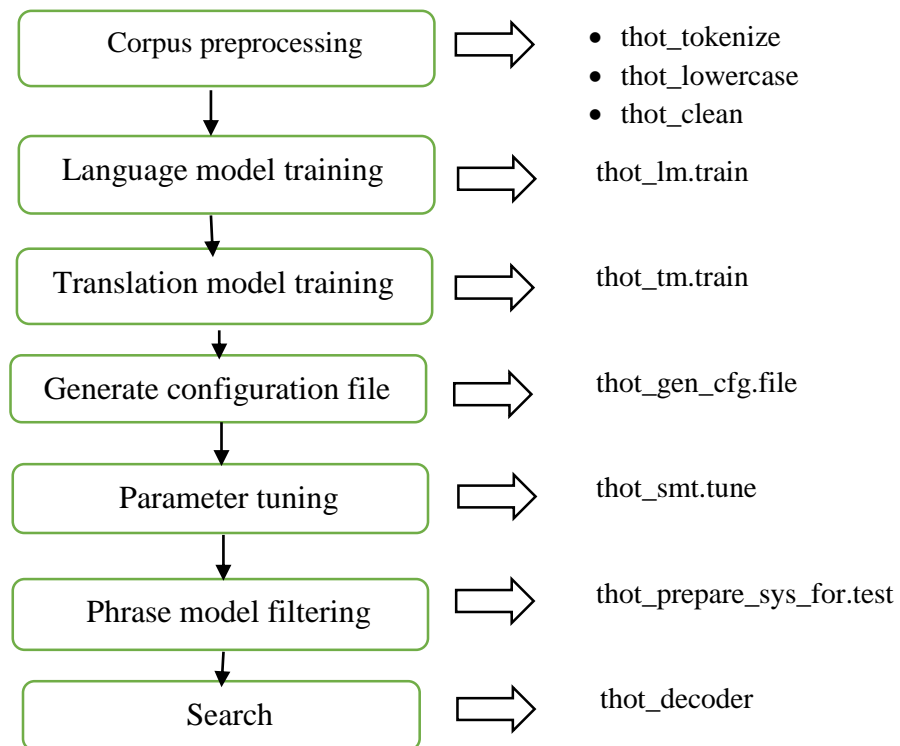 Corpus preprocessing
• thot_tokenize
• thot_lowercase
• thot_clean
Language model training
thot_lm.train
Translation model training
thot_tm.train
Generate configuration file
thot_gen_cfg.file
Parameter tuning
thot_smt.tune
Phrase model filtering
thot_prepare_sys_for.test
Search
thot_decoder